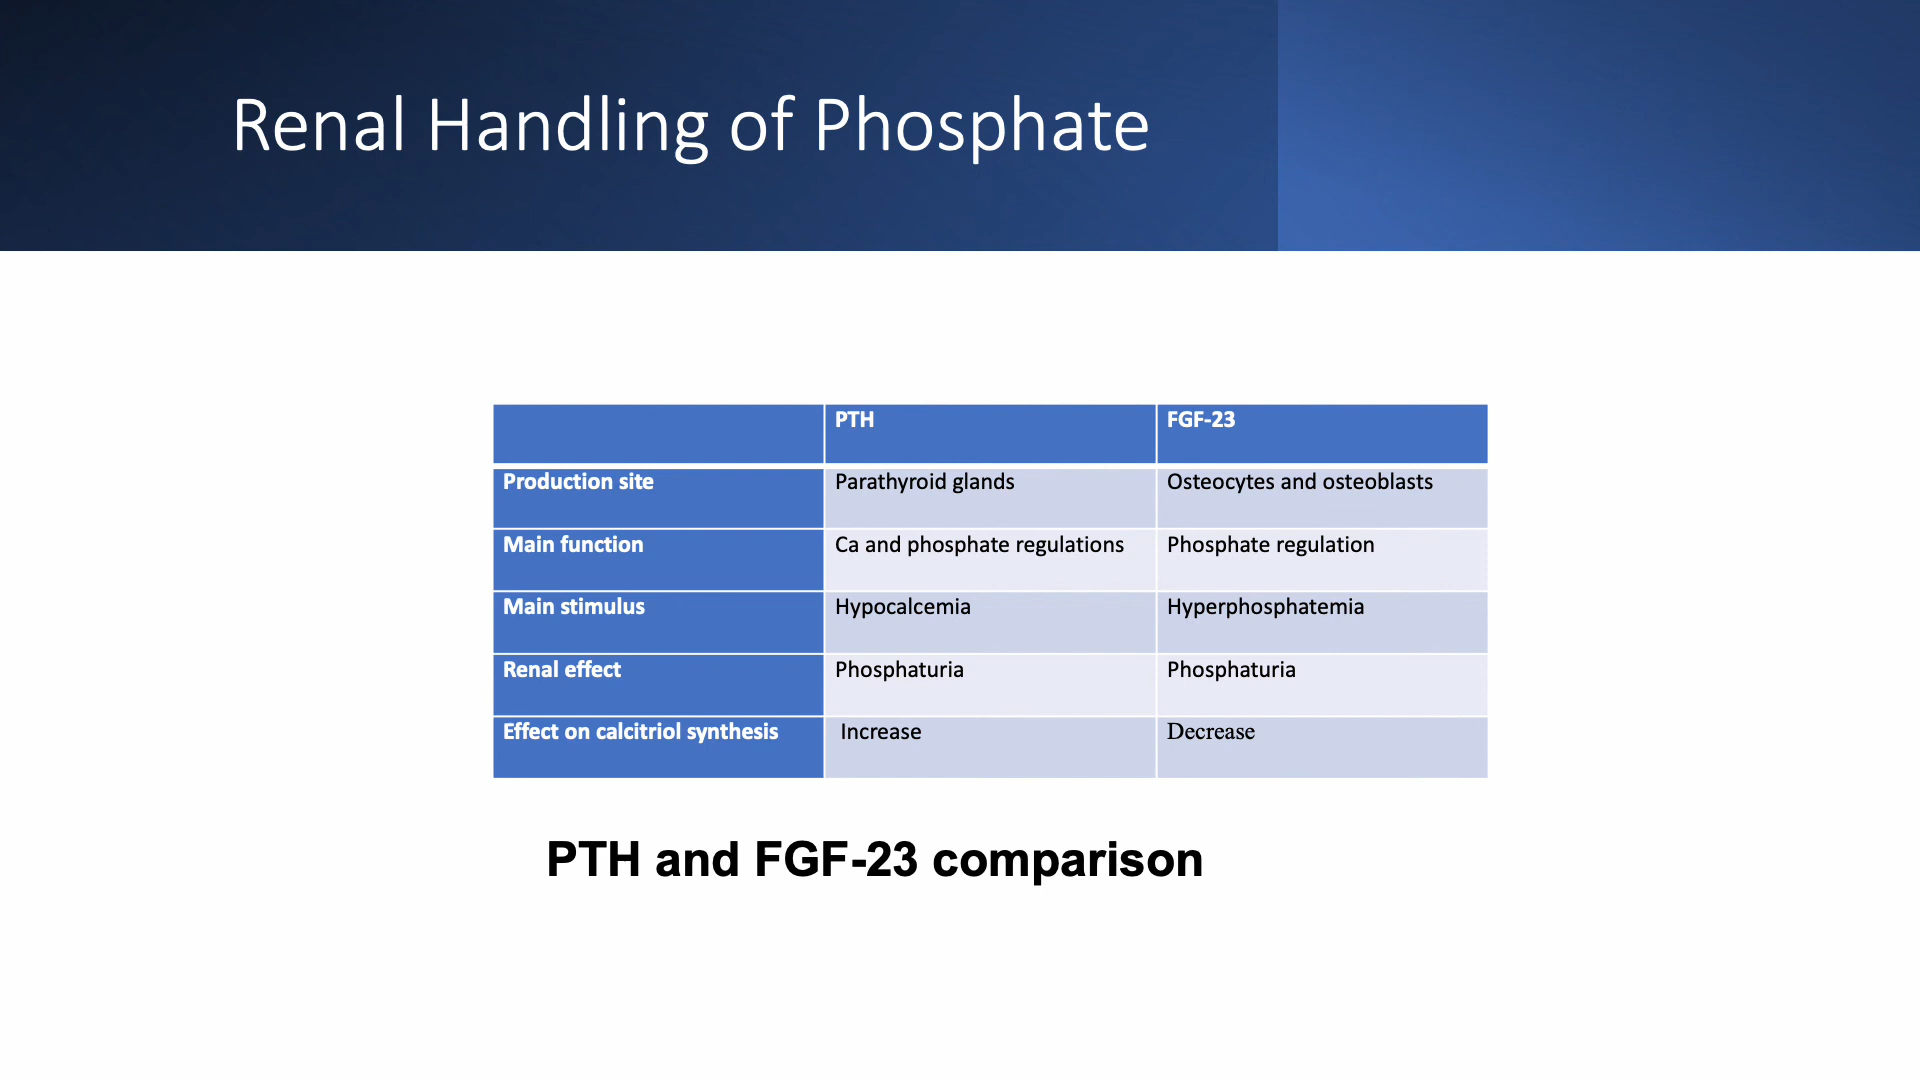 Renal Handling of Phosphate
PTH FGF-23
Production site Parathyroid glands Osteocytes and osteoblasts
Main function Ca and phosphate regulations Phosphate regulation
Main stimulus Hypocalcemia Hyperphosphatemia
Renal effect Phosphaturia Phosphaturia
Effect on calcitriol synthesis Increase Decrease
PTH and FGF-23 comparison